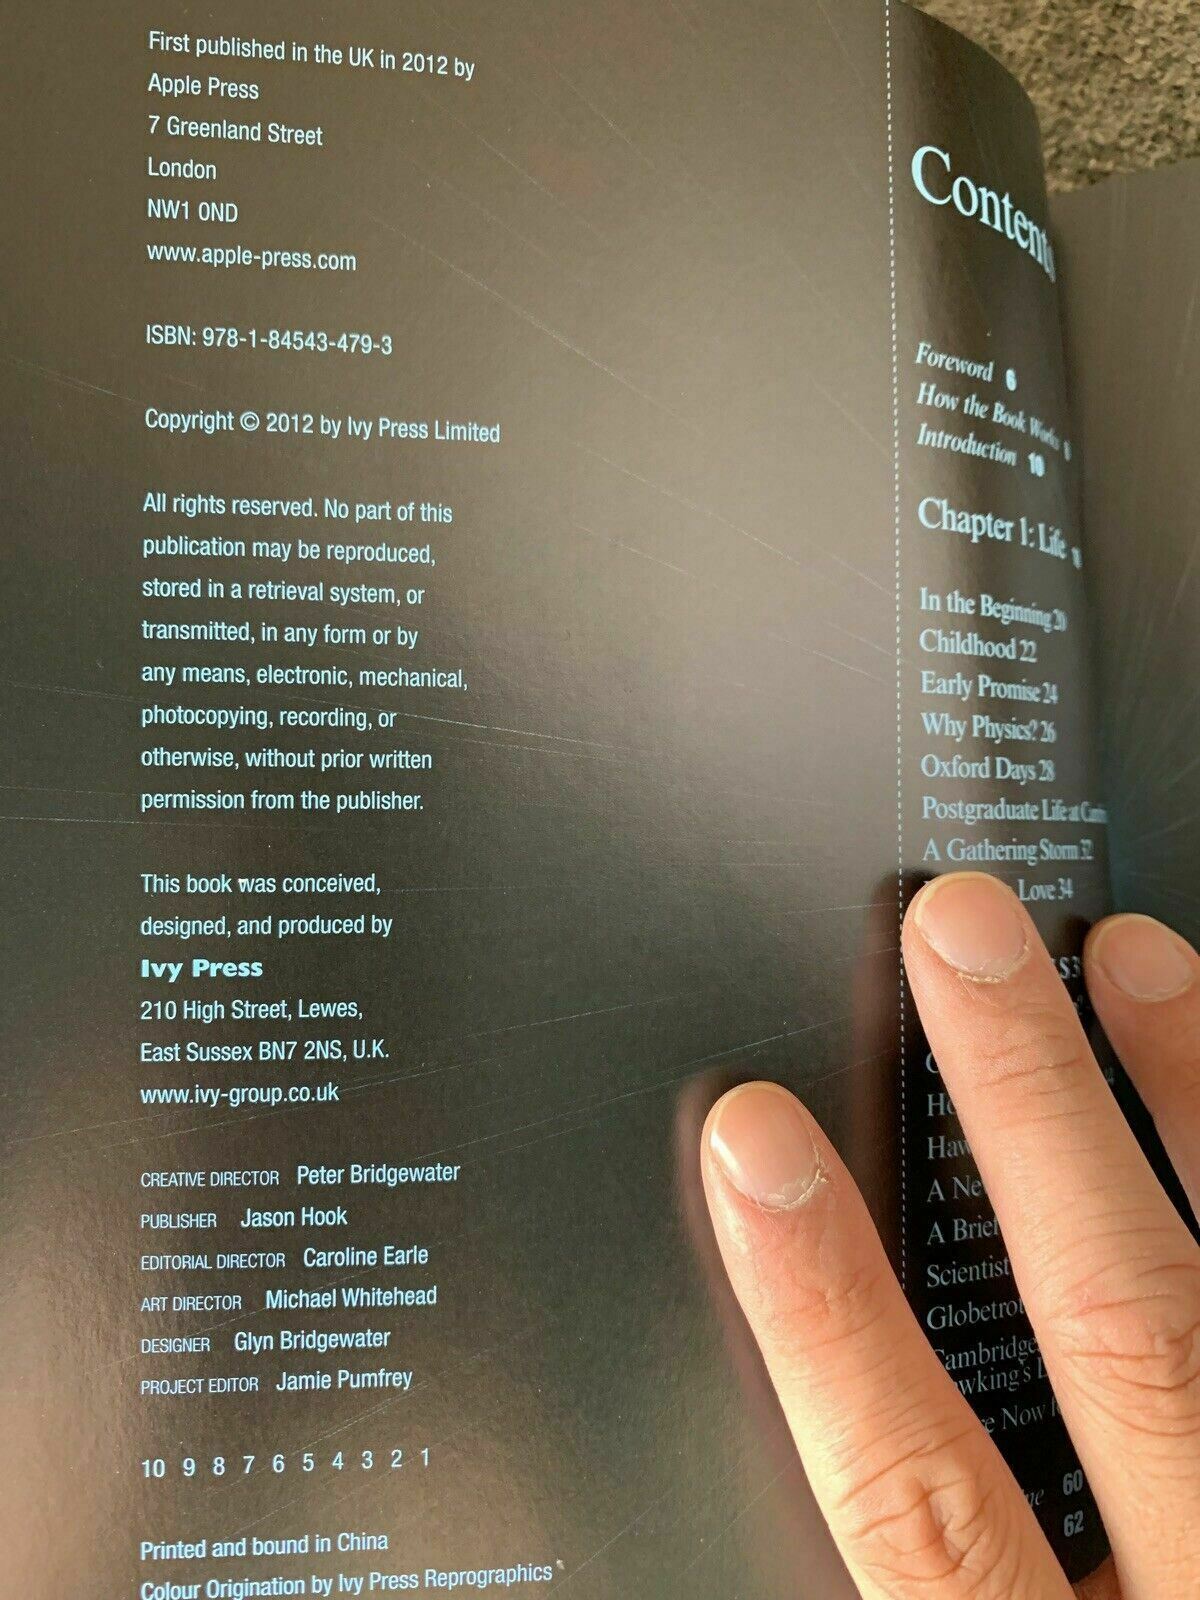 First published in the UK in 2012 by
Apple Press
7 Greenland Street
London
NW1 0ND
www.apple-press.com
ISBN: 978-1-84543-479-3
Copyright © 2012 by Ivy Press Limited
All rights reserved. No part of this
publication may be reproduced,
stored in a retrieval system, or
transmitted, in any form or by
any means, electronic, mechanical,
photocopying, recording, or
otherwise, without prior written
permission from the publisher.
This book was conceived,
designed, and produced by
Ivy Press
210 High Street, Lewes,
East Sussex BN7 2NS, U.K.
www.ivy-group.co.uk
CREATIVE DIRECTOR Peter Bridgewater
PUBLISHER Jason Hook
EDITORIAL DIRECTOR Caroline Earle
ART DIRECTOR Michael Whitehead
DESIGNER Glyn Bridgewater
PROJECT EDITOR Jamie Pumfrey
10 9 8 7 6 5 4 3 2 1
Printed and bound in China
Colour Origination by Ivy Press Reprographics
Contents
Foreword 6
How the Book Works
Introduction 10
Chapter 1: Life
In the Beginning 20
Childhood 22
Early Promise 24
Why Physics? 26
Oxford Days 28
Postgraduate Life at
A Gathering Storm 32
Love 34
A
A Brief
Scientist
Now
60
62